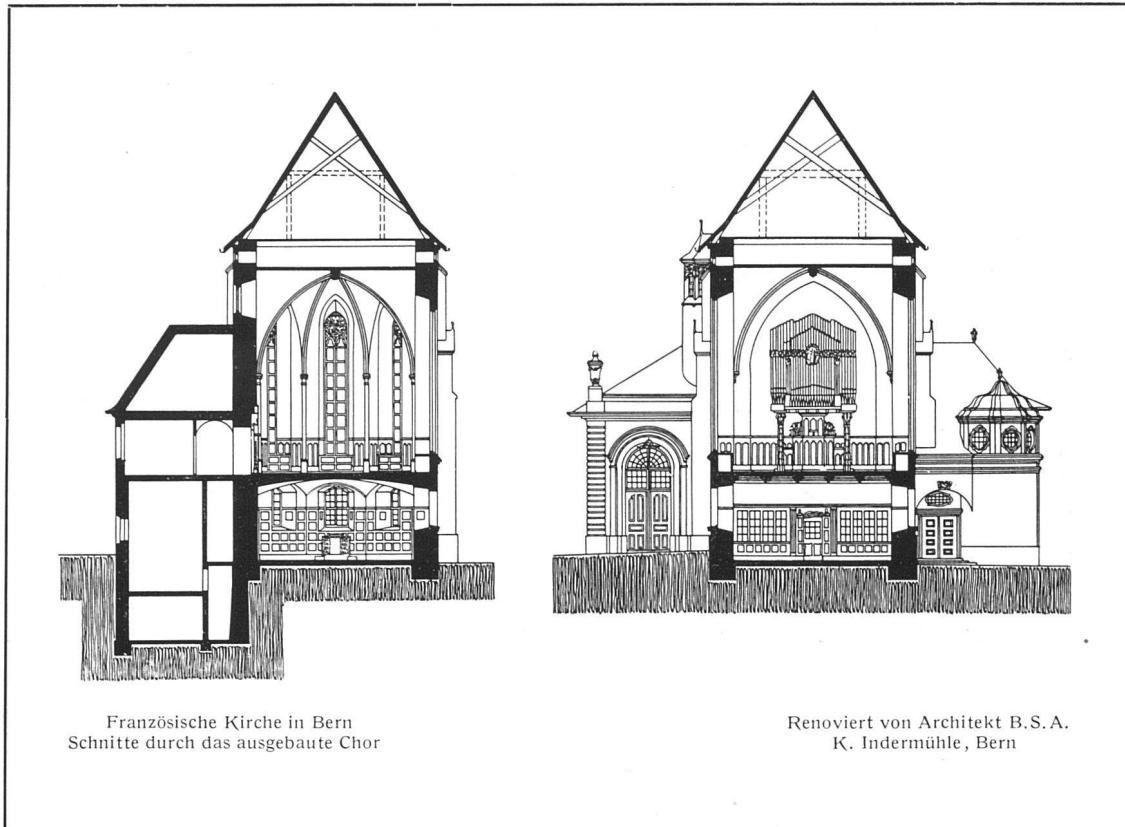 Französische Kirche in Bern
Schnitte durch das ausgebaute Chor
Renoviert von Architekt B.S.A.
K. Indermühle, Bern